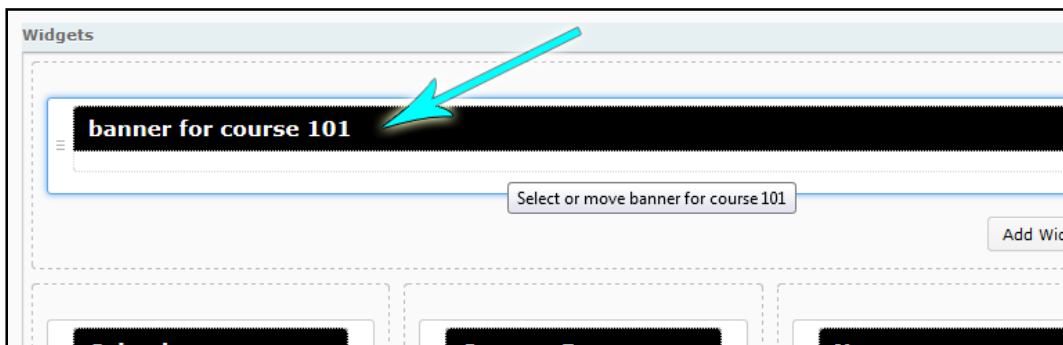 Widgets
banner for course 101
Select or move banner for course 101
Add Wid